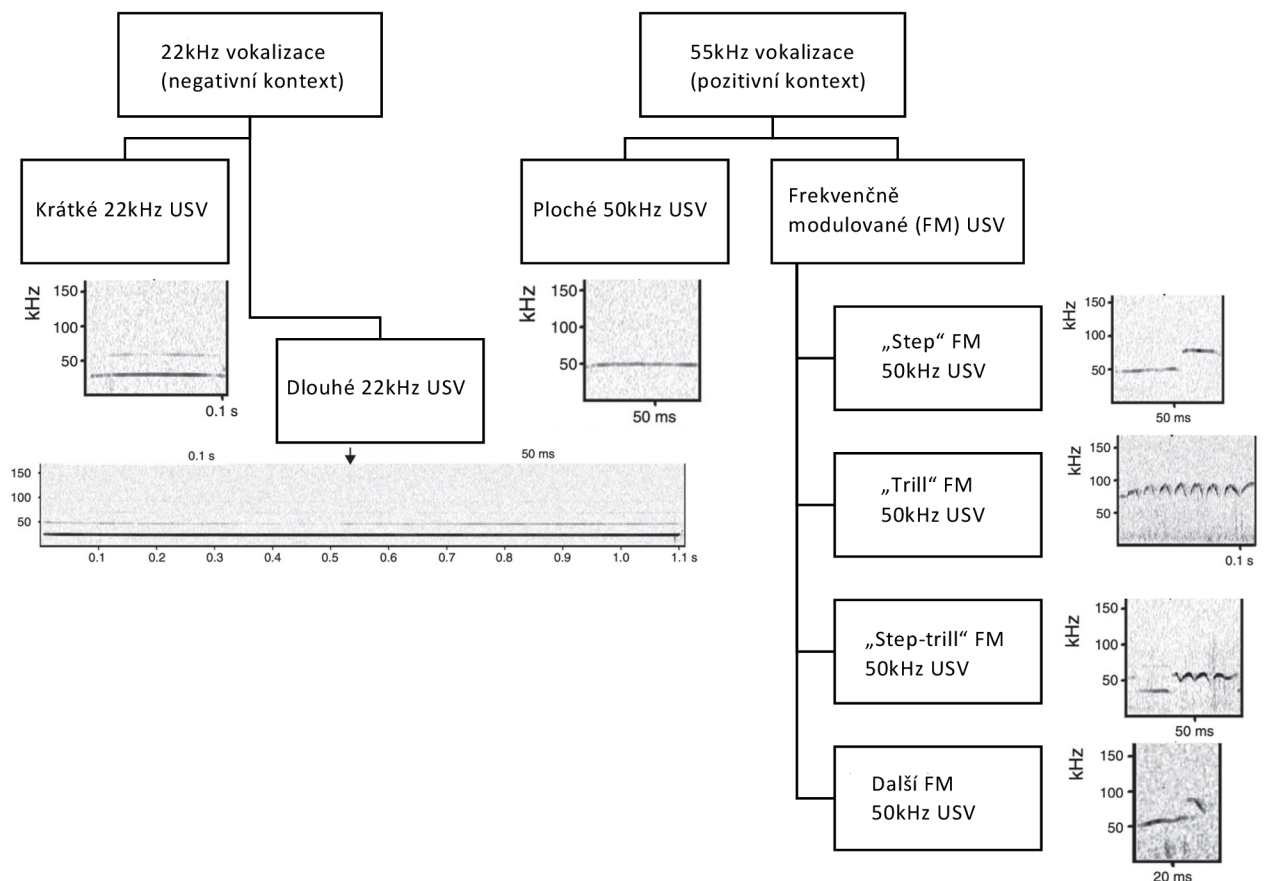 22kHz vokalizace
(negativní kontext)
55kHz vokalizace
(pozitivní kontext)
Krátké 22kHz USV
Ploché 50kHz USV
Frekvenčně
modulované (FM) USV
kHz
150
100
50
0.1 s
Dlouhé 22kHz USV
kHz
150
100
50
50 ms
„Step“ FM
50kHz USV
kHz
150
100
50
50 ms
0.1 s
50 ms
150
100
50
0.1
0.2
0.3
0.4
0.5
0.6
0.7
0.8
0.9
1.0
1.1 s
„Trill“ FM
50kHz USV
kHz
150
100
50
0.1 s
„Step-trill“ FM
50kHz USV
kHz
150
100
50
50 ms
Další FM
50kHz USV
kHz
150
100
50
20 ms